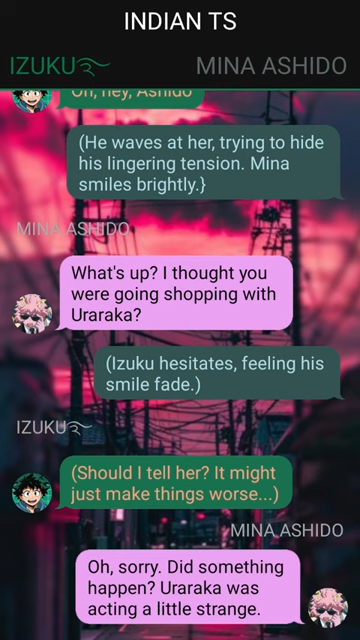 INDIAN TS
IZUKU࿐
MINA ASHIDO
Oh, hey, Ashido
(He waves at her, trying to hide
his lingering tension. Mina
smiles brightly.}
MINA ASHIDO
What's up? I thought you
were going shopping with
Uraraka?
(Izuku hesitates, feeling his
smile fade.)
IZUKU࿐
(Should I tell her? It might
just make things worse...)
MINA ASHIDO
Oh, sorry. Did something
happen? Uraraka was
acting a little strange.